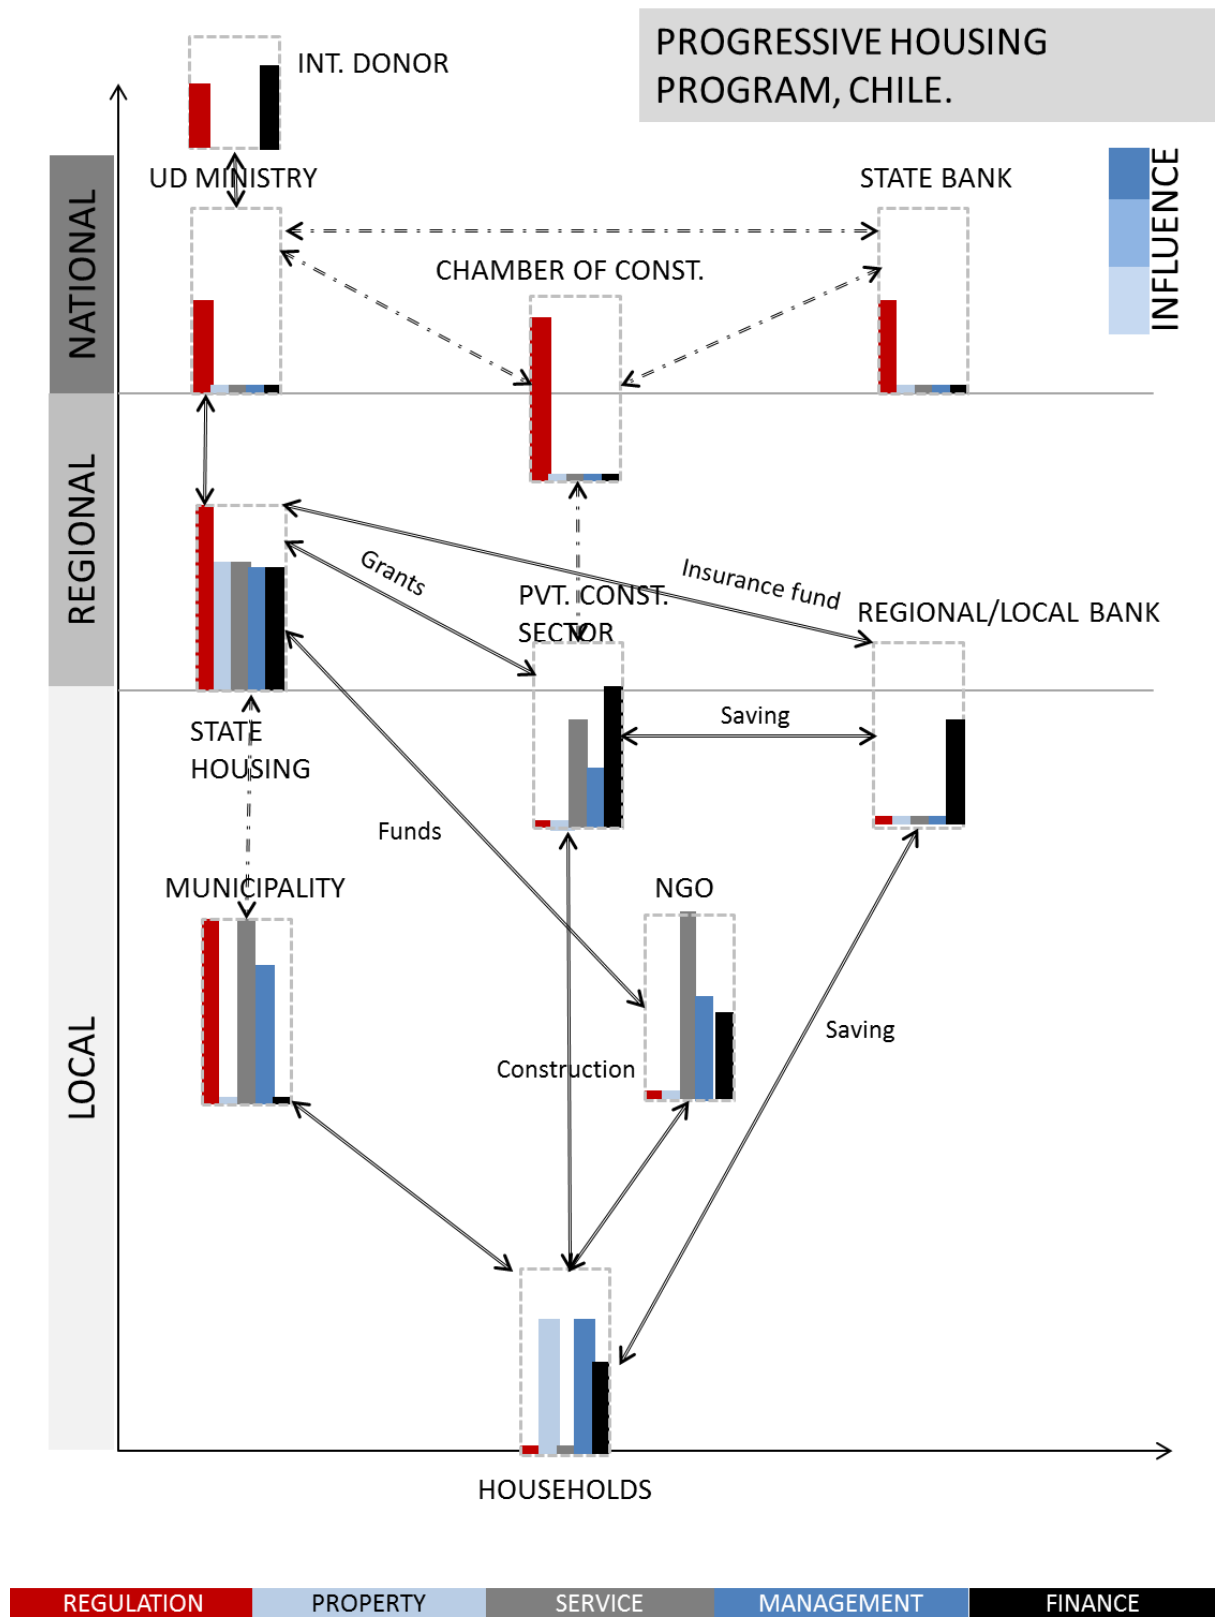 PROGRESSIVE HOUSING
PROGRAM, CHILE.
INT. DONOR
UD MINISTRY
STATE BANK
INFLUENCE
NATIONAL
CHAMBER OF CONST.
REGIONAL
Grants
Insurance fund
PVT. CONST.
SECTOR
REGIONAL/LOCAL BANK
STATE
HOUSING
Saving
Funds
MUNICIPALITY
NGO
LOCAL
Saving
Construction
HOUSEHOLDS
REGULATION PROPERTY SERVICE MANAGEMENT FINANCE